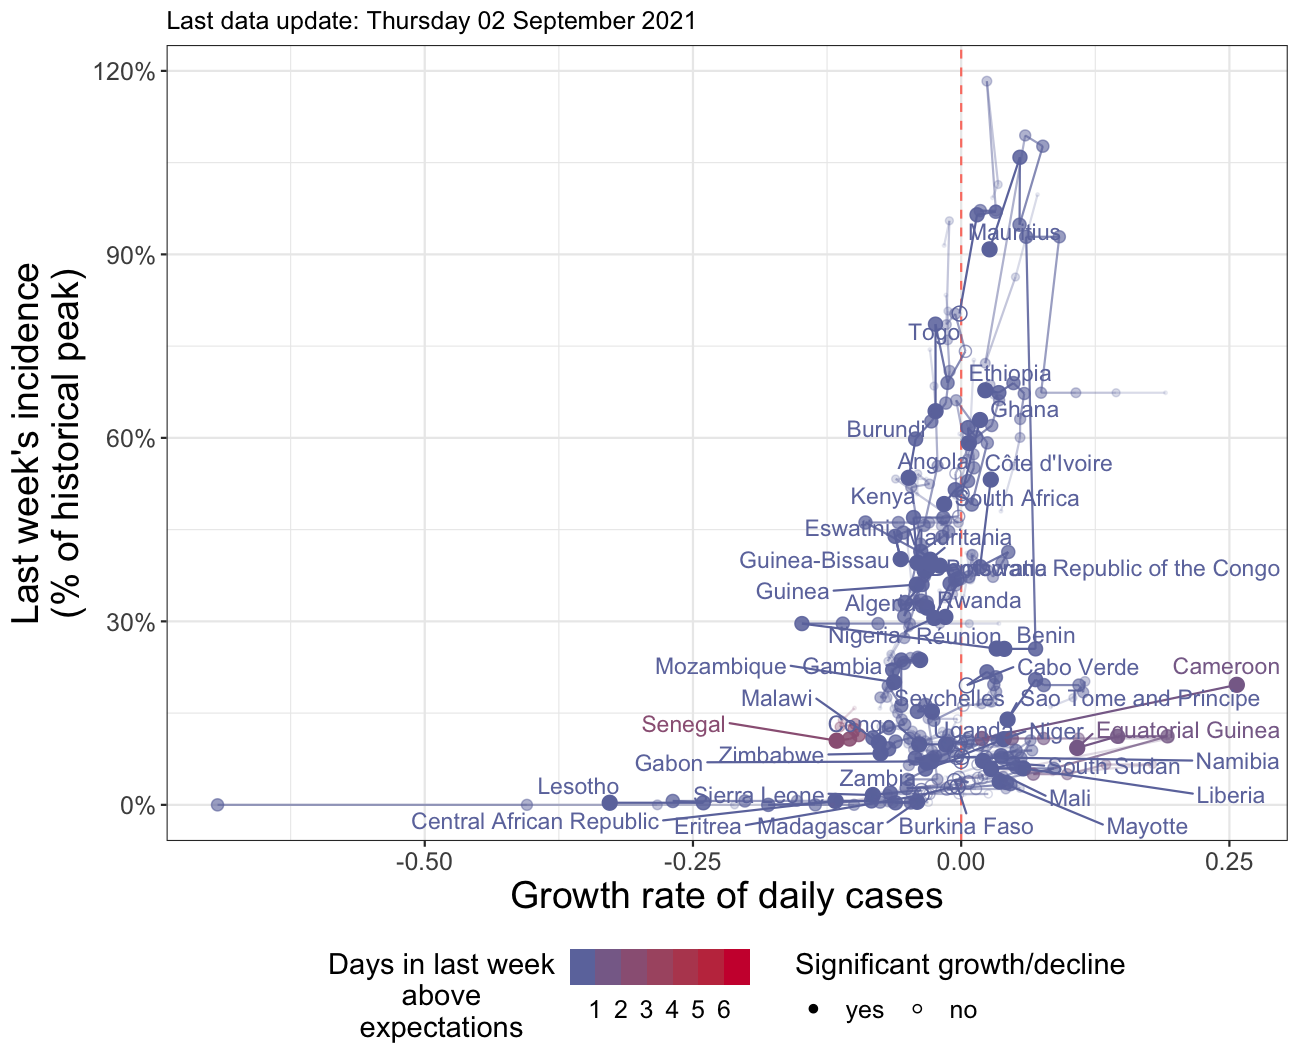 Last data update: Thursday 02 September 2021
120%
90%
60%
30%
0%
Last week's incidence
(% of historical peak)
Mauritius
Togo
Ethiopia
Ghana
Burundi
Angola
Côte d'Ivoire
Kenya
South Africa
Eswatini
Mauritania
Guinea-Bissau
Botswana
Republic of the Congo
Guinea
Algeria
Rwanda
Nigeria
Réunion
Benin
Mozambique
Gambia
Cabo Verde
Cameroon
Malawi
Seychelles
Sao Tome and Principe
Senegal
Congo
Uganda
Niger
Equatorial Guinea
Zimbabwe
Gabon
South Sudan
Namibia
Lesotho
Zambia
Sierra Leone
Mali
Liberia
Central African Republic
Eritrea
Madagascar
Burkina Faso
Mayotte
-0.50
-0.25
0.00
0.25
Growth rate of daily cases
Days in last week
above
expectations
1 2 3 4 5 6
Significant growth/decline
yes
no